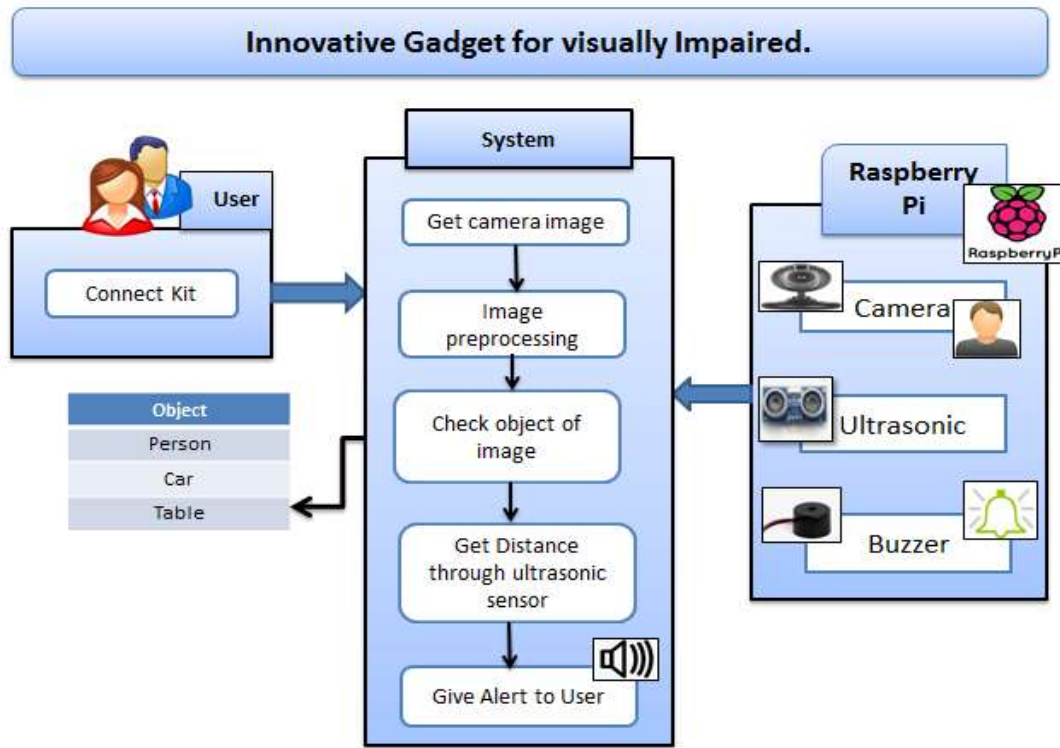 Innovative Gadget for visually Impaired.
User
Connect Kit
Object
Person
Car
Table
System
Get camera image
Image
preprocessing
Check object of
image
Get Distance
through ultrasonic
sensor
Give Alert to User
Raspberry
Pi
RaspberryP
Camera
Ultrasonic
Buzzer